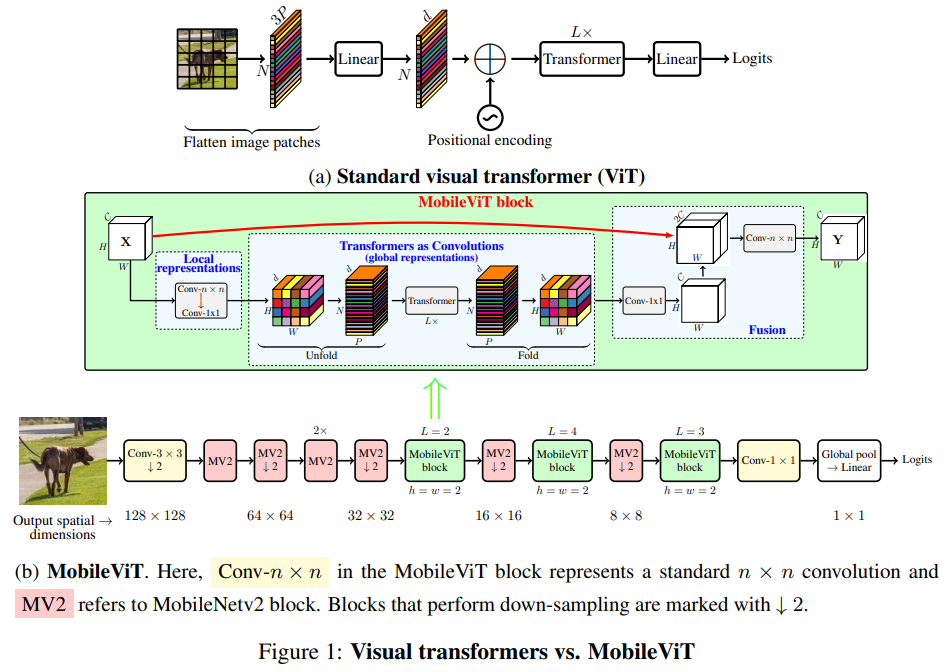 3P
d
L×
N
Linear
N
Transformer
Linear
Logits
Flatten image patches
Positional encoding
(a) Standard visual transformer (ViT)
MobileViT block
C
H
X
W
Local
representations
Conv-n × n
Conv-1x1
Transformers as Convolutions
(global representations)
d
H
W
d
N
P
Transformer
L×
d
N
P
d
H
W
Unfold
Fold
Conv-1x1
C
H
W
2C
H
W
Conv-n × n
Fusion
C
H
Y
W
2×
L = 2
L = 4
L = 3
Conv-3 × 3
↓ 2
MV2
MV2
↓ 2
MV2
MV2
↓ 2
MobileViT
block
MV2
↓ 2
MobileViT
block
MV2
↓ 2
MobileViT
block
Conv-1 × 1
Global pool
→ Linear
Logits
h = w = 2
h = w = 2
h = w = 2
Output spatial →
dimensions
128 × 128
64 × 64
32 × 32
16 × 16
8 × 8
1 × 1
(b) MobileViT. Here, Conv-n × n in the MobileViT block represents a standard n × n convolution and
MV2 refers to MobileNetv2 block. Blocks that perform down-sampling are marked with ↓ 2.
Figure 1: Visual transformers vs. MobileViT